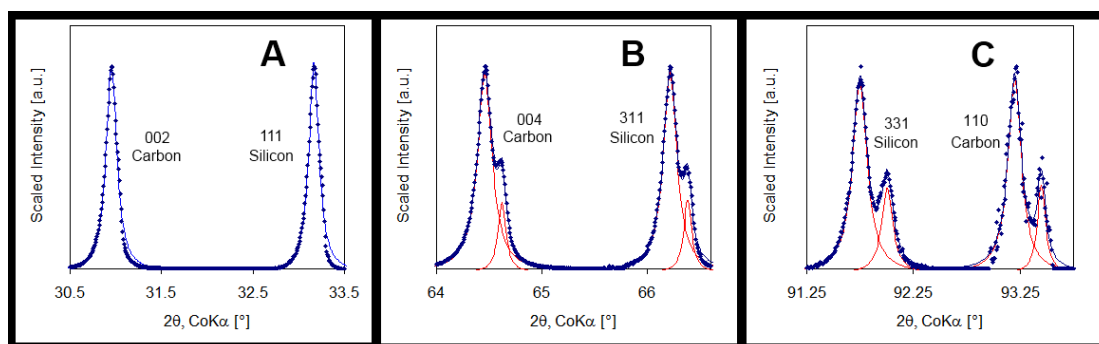 A
Scaled Intensity [a.u.]
002
Carbon
111
Silicon
30.5 31.5 32.5 33.5
2θ, CoKα [°]
B
Scaled Intensity [a.u.]
004
Carbon
311
Silicon
64 65 66
2θ, CoKα [°]
C
Scaled Intensity [a.u.]
331
Silicon
110
Carbon
91.25 92.25 93.25
2θ, CoKα [°]